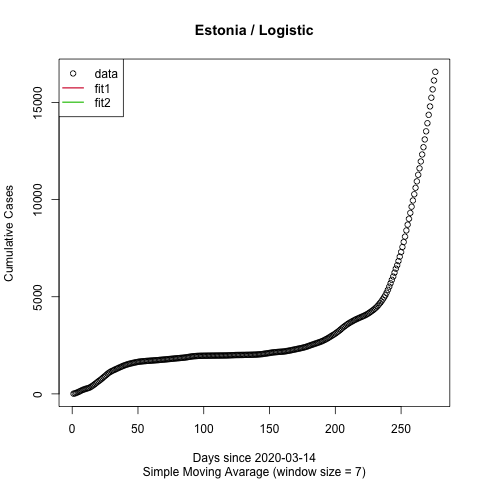 Estonia / Logistic
data
fit1
fit2
Cumulative Cases
15000
10000
5000
0
0 50 100 150 200 250
Days since 2020-03-14
Simple Moving Avarage (window size = 7)